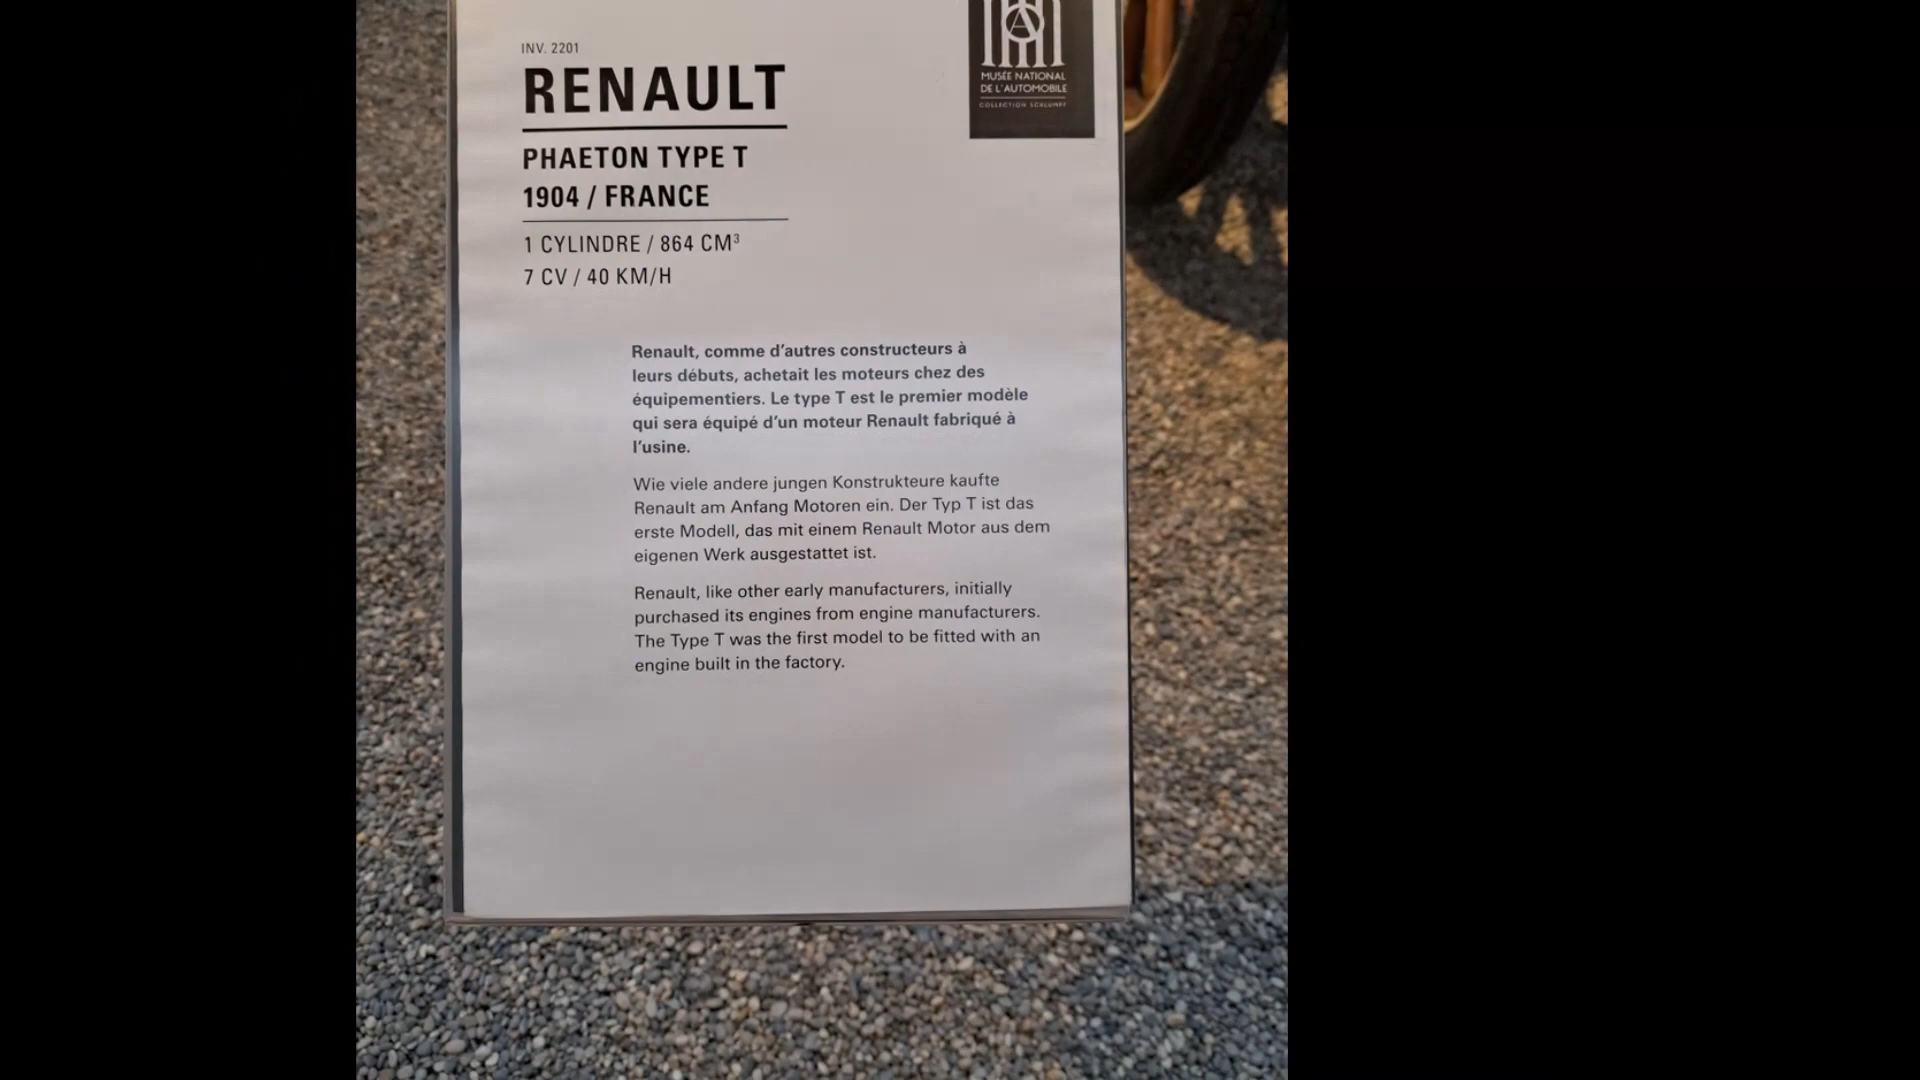 INV. 2201
RENAULT
PHAETON TYPE T
1904 / FRANCE
1 CYLINDRE / 864 CM³
7 CV / 40 KM/H
MUSÉE NATIONAL
DE L'AUTOMOBILE
COLLECTION SCHLUMPF
Renault, comme d'autres constructeurs à
leurs débuts, achetait les moteurs chez des
équipementiers. Le type T est le premier modèle
qui sera équipé d'un moteur Renault fabriqué à
l'usine.
Wie viele andere jungen Konstrukteure kaufte
Renault am Anfang Motoren ein. Der Typ T ist das
erste Modell, das mit einem Renault Motor aus dem
eigenen Werk ausgestattet ist.
Renault, like other early manufacturers, initially
purchased its engines from engine manufacturers.
The Type T was the first model to be fitted with an
engine built in the factory.